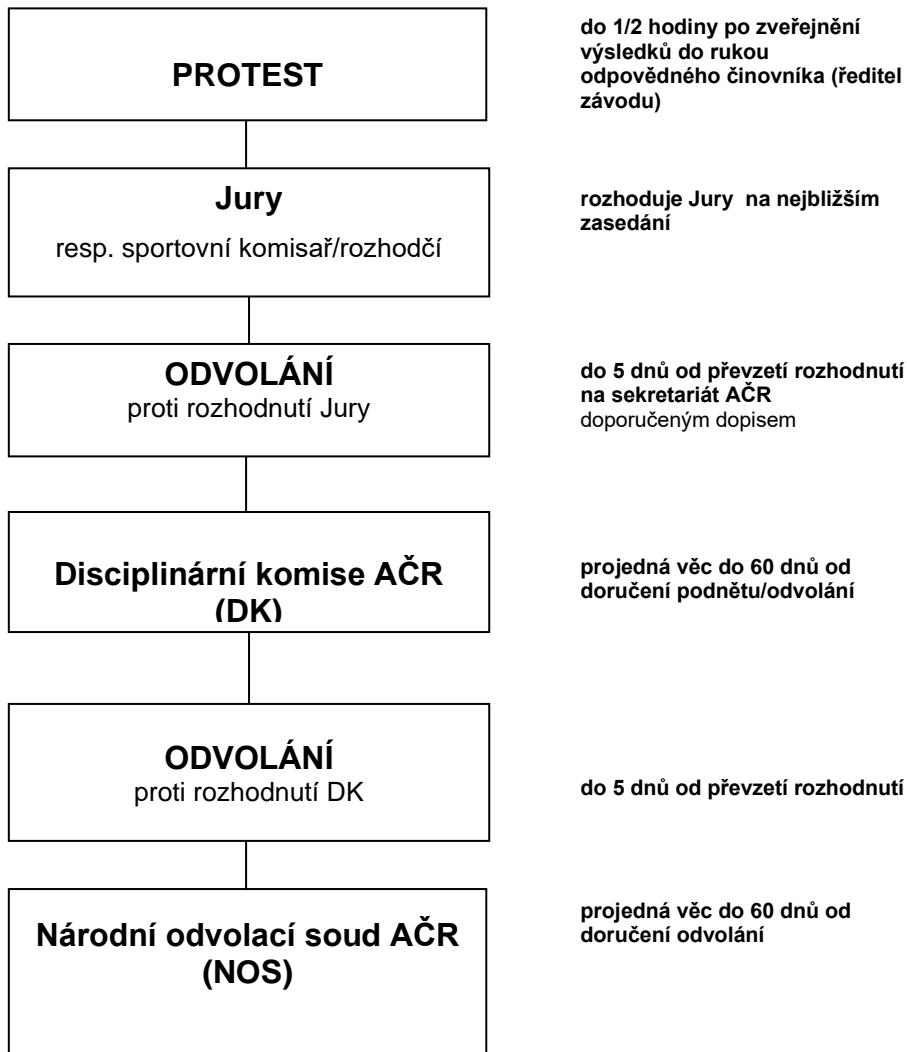 PROTEST
do 1/2 hodiny po zveřejnění
výsledků do rukou
odpovědného činovníka (ředitel
závodu)
Jury
resp. sportovní komisař/rozhodčí
rozhoduje Jury  na nejbližším
zasedání
ODVOLÁNÍ
proti rozhodnutí Jury
do 5 dnů od převzetí rozhodnutí
na sekretariát AČR
doporučeným dopisem
Disciplinární komise AČR
(DK)
projedná věc do 60 dnů od
doručení podnětu/odvolání
ODVOLÁNÍ
proti rozhodnutí DK
do 5 dnů od převzetí rozhodnutí
Národní odvolací soud AČR
(NOS)
projedná věc do 60 dnů od
doručení odvolání